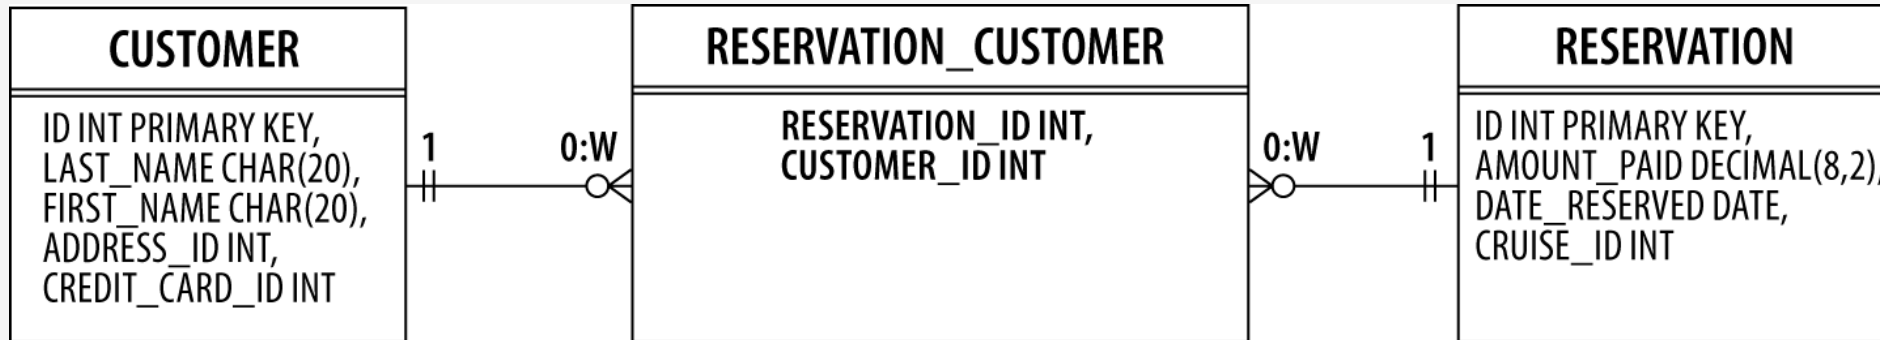 CUSTOMER
ID INT PRIMARY KEY,
LAST_NAME CHAR(20),
FIRST_NAME CHAR(20),
ADDRESS_ID INT,
CREDIT_CARD_ID INT
1
0:W
RESERVATION_CUSTOMER
RESERVATION_ID INT,
CUSTOMER_ID INT
0:W
1
RESERVATION
ID INT PRIMARY KEY,
AMOUNT_PAID DECIMAL(8,2),
DATE_RESERVED DATE,
CRUISE_ID INT